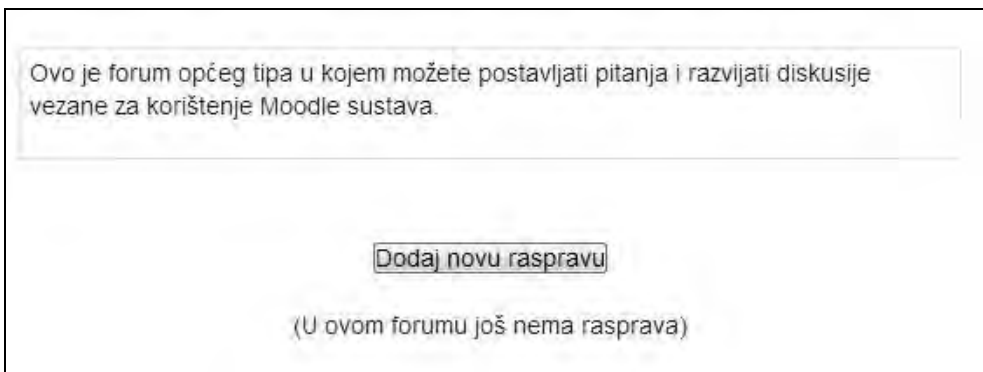 Ovo je forum općeg tipa u kojem možete postavljati pitanja i razvijati diskusije
vezane za korištenje Moodle sustava.
Dodaj novu raspravu
(U ovom forumu još nema rasprava)